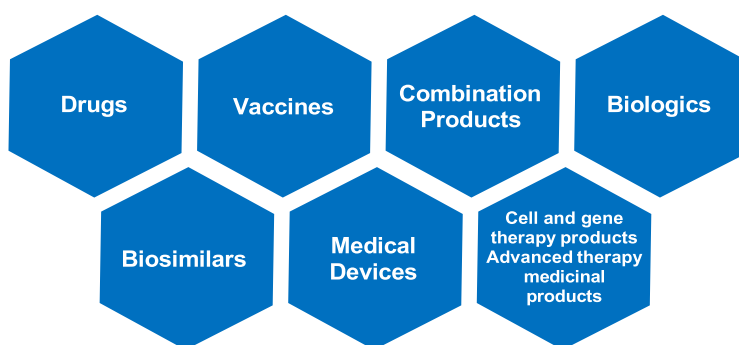 Drugs
Vaccines
Combination
Products
Biologics
Biosimilars
Medical
Devices
Cell and gene
therapy products
Advanced therapy
medicinal
products